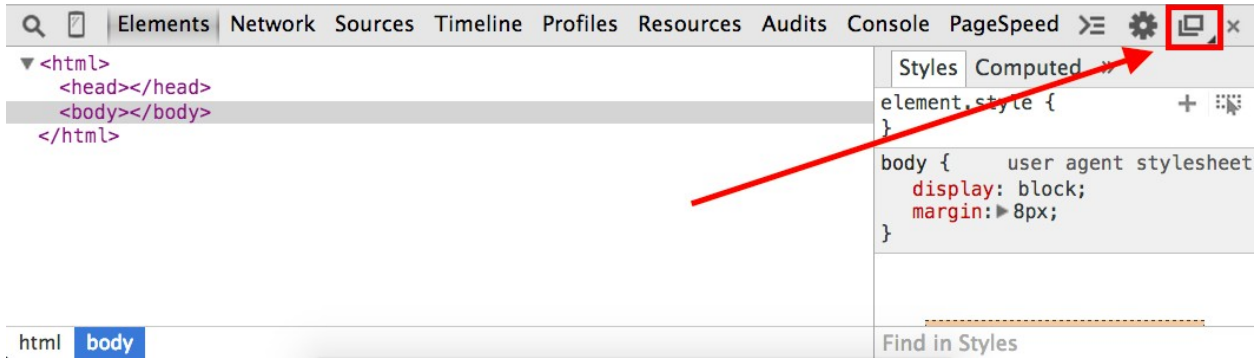 Elements Network Sources Timeline Profiles Resources Audits Console PageSpeed
<html>
<head></head>
<body></body>
</html>
Styles Computed »
element.style {
}
body { user agent stylesheet
display: block;
margin: 8px;
}
html body
Find in Styles